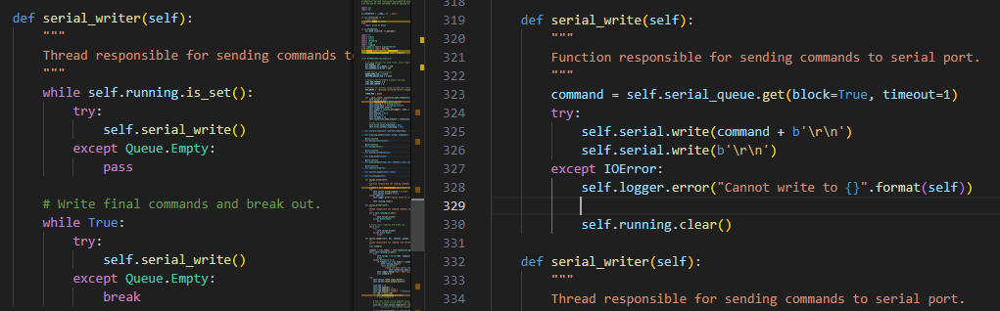 def serial_writer(self):
"""
Thread responsible for sending commands t
"""
while self.running.is_set():
try:
self.serial_write()
except Queue.Empty:
pass
# Write final commands and break out.
while True:
try:
self.serial_write()
except Queue.Empty:
break
318
319 def serial_write(self):
320 """
321 Function responsible for sending commands to serial port.
322 """
323 command = self.serial_queue.get(block=True, timeout=1)
324 try:
325 self.serial.write(command + b'\r\n')
326 self.serial.write(b'\r\n')
327 except IOError:
328 self.logger.error("Cannot write to {}".format(self))
329
330 self.running.clear()
331
332 def serial_writer(self):
333 """
334 Thread responsible for sending commands to serial port.